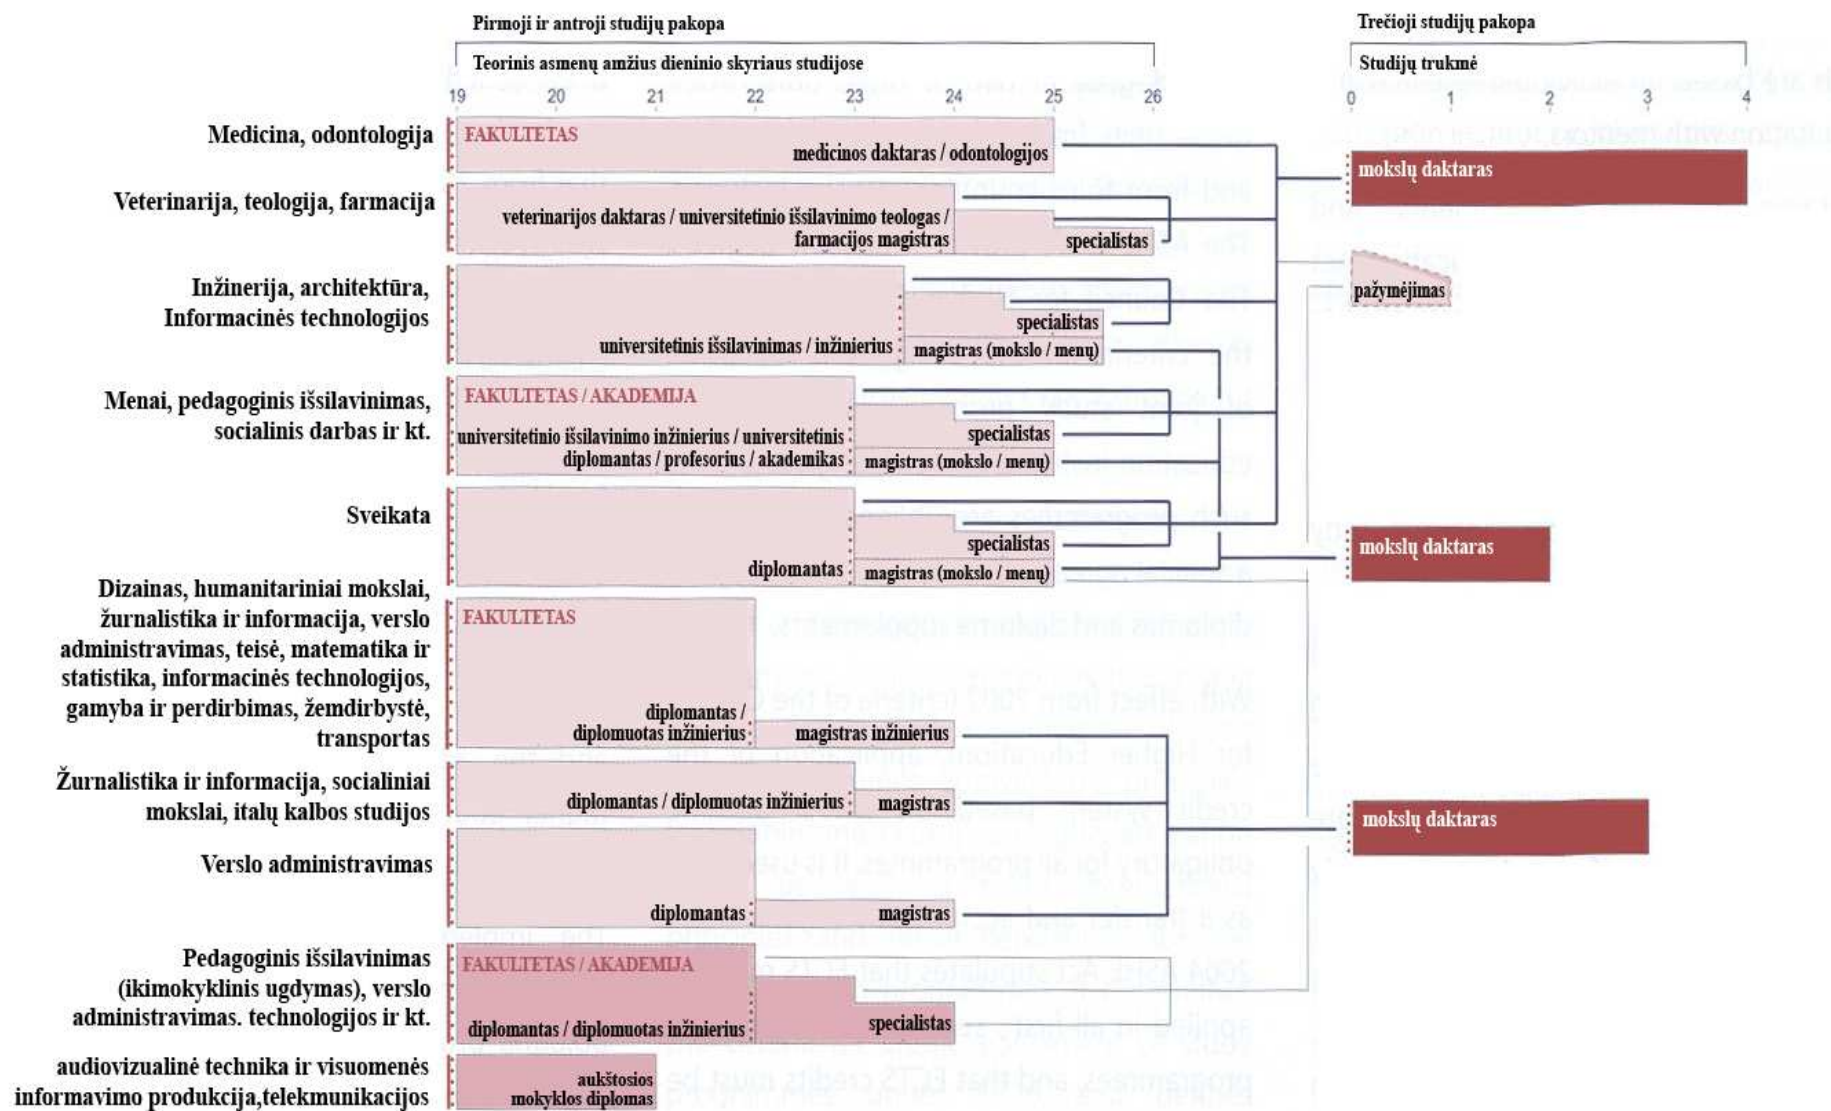 Pirmoji ir antroji studijų pakopa
Trečioji studijų pakopa
Teorinis asmenų amžius dieninio skyriaus studijose
Studijų trukmė
19 20 21 22 23 24 25 26
0 1 2 3 4
Medicina, odontologija
FAKULTETAS
medicinos daktaras / odontologijos
mokslų daktaras
Veterinarija, teologija, farmacija
veterinarijos daktaras / universitetinio išsilavinimo teologas /
farmacijos magistras
specialistas
pažymėjimas
Inžinerija, architektūra,
Informacinės technologijos
specialistas
universitetinis išsilavinimas / inžinierius
magistras (mokslo / menų)
Menai, pedagoginis išsilavinimas,
socialinis darbas ir kt.
FAKULTETAS / AKADEMIJA
universitetinio išsilavinimo inžinierius / universitetinis
diplomantas / profesorius / akademikas
specialistas
magistras (mokslo / menų)
Sveikata
specialistas
diplomantas
magistras (mokslo / menų)
mokslų daktaras
Dizainas, humanitariniai mokslai,
žurnalistika ir informacija, verslo
administravimas, teisė, matematika ir
statistika, informacinės technologijos,
gamyba ir perdirbimas, žemdirbystė,
transportas
FAKULTETAS
diplomantas /
diplomuotas inžinierius
magistras inžinierius
Žurnalistika ir informacija, socialiniai
mokslai, italų kalbos studijos
diplomantas / diplomuotas inžinierius
magistras
mokslų daktaras
Verslo administravimas
diplomantas
magistras
Pedagoginis išsilavinimas
(ikimokyklinis ugdymas), verslo
administravimas. technologijos ir kt.
FAKULTETAS / AKADEMIJA
diplomantas / diplomuotas inžinierius
specialistas
audiovizualinė technika ir visuomenės
informavimo produkcija,telekmunikacijos
aukštosios
mokyklos diplomas